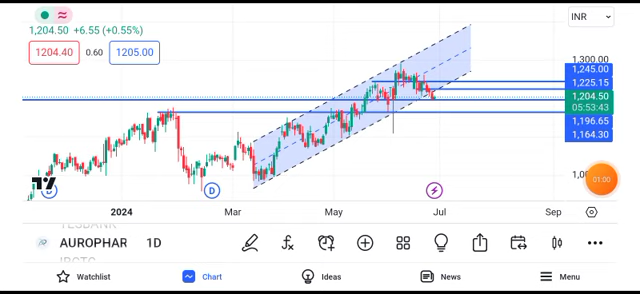 1,204.50 +6.55 (+0.55%)
INR
1204.40 0.60 1205.00
1,300.00
1,245.00
1,225.15
1,204.50
05:53:43
1,196.65
1,164.30
01:00
D D
2024 Mar May Jul Sep
AUROPHAR 1D
Watchlist Chart Ideas News Menu